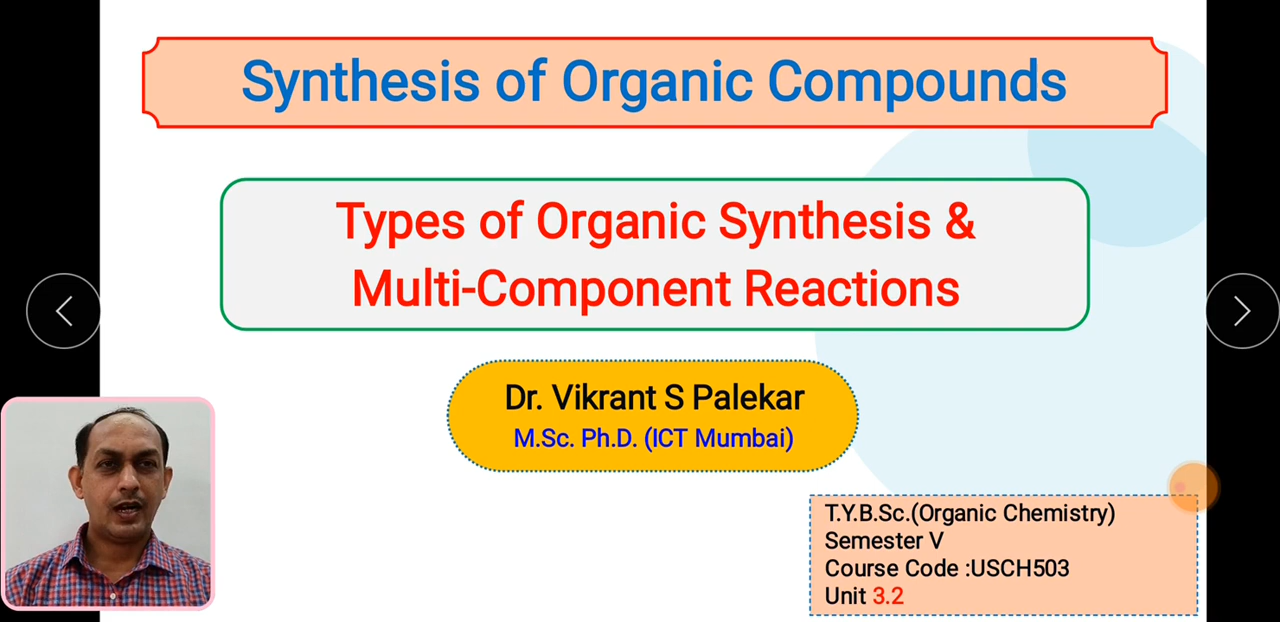 Synthesis of Organic Compounds
Types of Organic Synthesis &
Multi-Component Reactions
Dr. Vikrant S Palekar
M.Sc. Ph.D. (ICT Mumbai)
T.Y.B.Sc.(Organic Chemistry)
Semester V
Course Code :USCH503
Unit 3.2